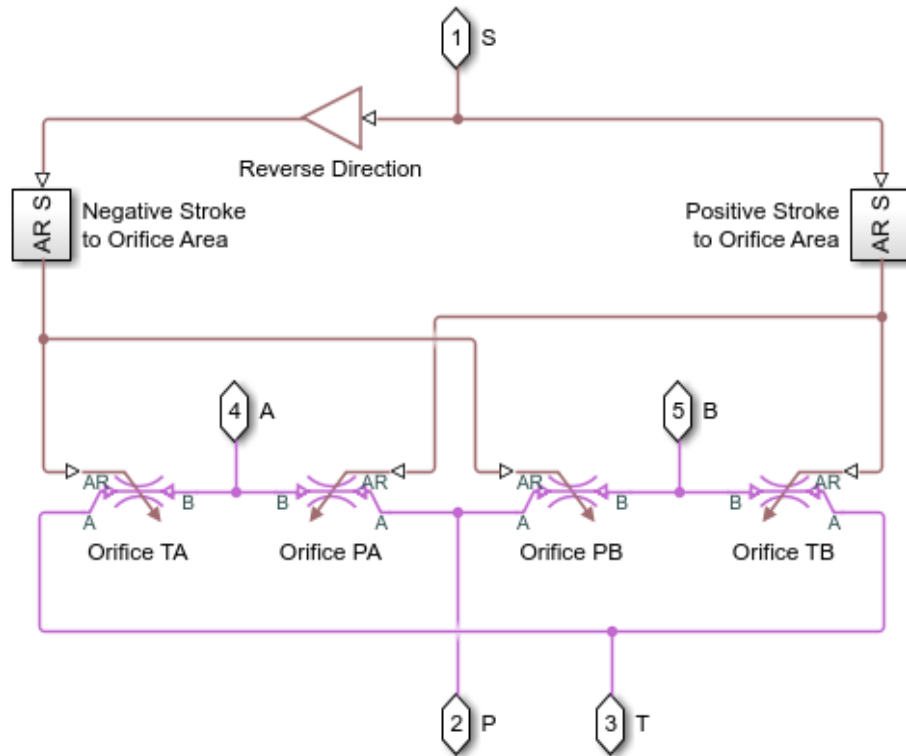 1 S
Reverse Direction
S
AR
Negative Stroke
to Orifice Area
Positive Stroke
to Orifice Area
S
AR
4 A
5 B
AR
A
B
Orifice TA
B
AR
A
Orifice PA
AR
A
B
Orifice PB
B
AR
A
Orifice TB
2 P
3 T